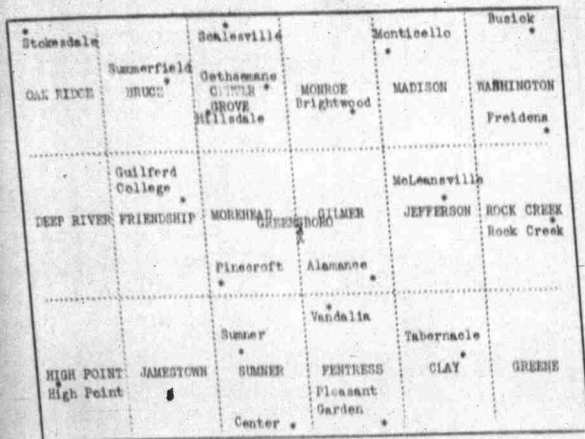 Stokesdale
Scalesville
Monticello
Busick
Summerfield
Gethsemane
OAK RIDGE
BRUCE
CENTER
GROVE
Hillsdale
MONROE
Brightwood
MADISON
WASHINGTON
Freidens
Guilford
College
McLeansville
DEEP RIVER
FRIENDSHIP
MOREHEAD
GILMER
GREENSBORO
JEFFERSON
ROCK CREEK
Rock Creek
Pinecroft
Alamance
Vandalia
Sumner
Tabernacle
HIGH POINT
High Point
JAMESTOWN
SUMNER
FENTRESS
CLAY
GREENE
Pleasant
Garden
Center